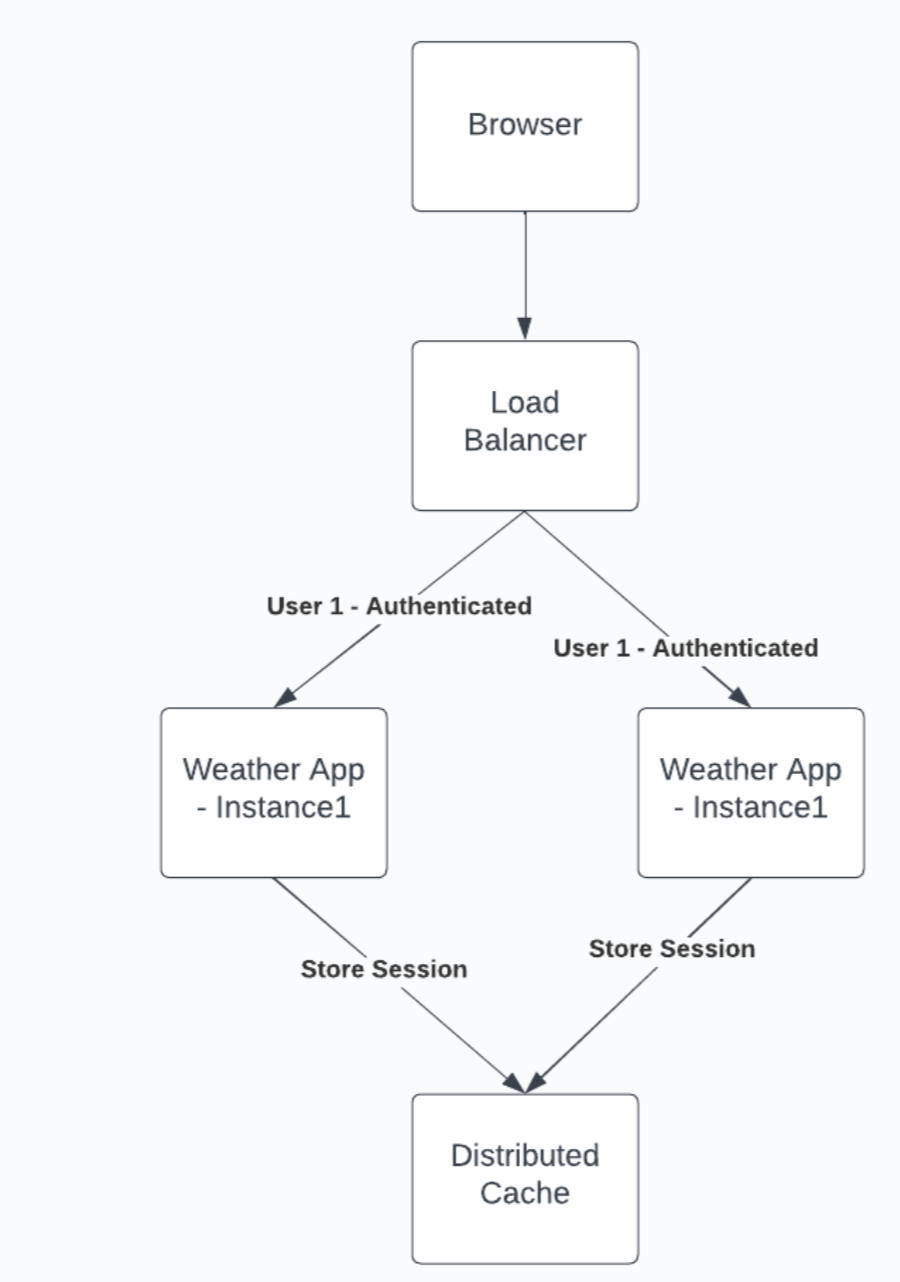 Browser
Load
Balancer
User 1 - Authenticated
User 1 - Authenticated
Weather App
- Instance1
Weather App
- Instance1
Store Session
Store Session
Distributed
Cache